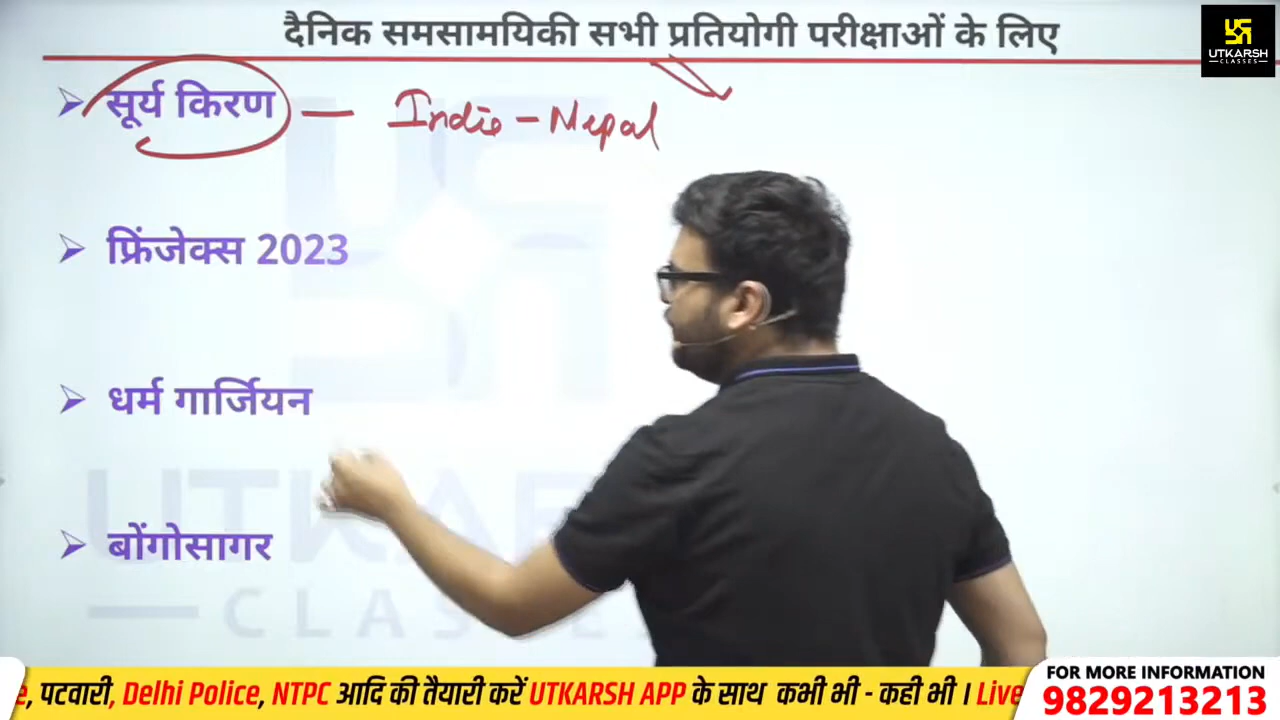 दैनिक समसामयिकी सभी प्रतियोगी परीक्षाओं के लिए
UTKARSH
CLASSES
सूर्य किरण — India - Nepal
फ्रिंजेक्स 2023
धर्म गार्जियन
बोंगोसागर
e, पटवारी, Delhi Police, NTPC आदि की तैयारी करें UTKARSH APP के साथ कभी भी - कही भी । Live
FOR MORE INFORMATION
9829213213